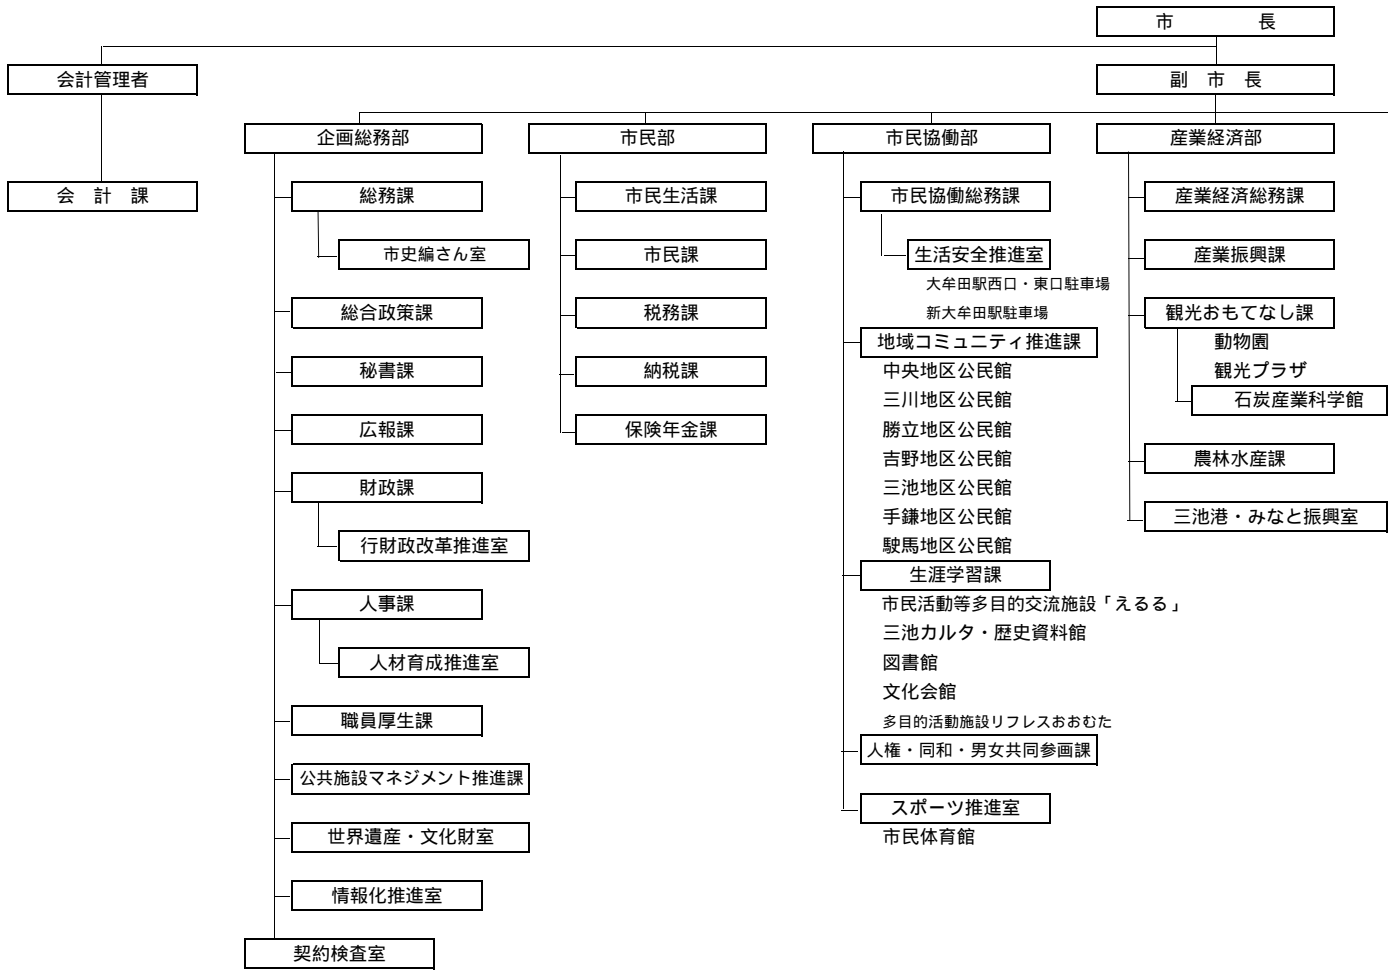 市　　　　長
会計管理者
副　市　長
会　計　課
企画総務部
総務課
市史編さん室
総合政策課
秘書課
広報課
財政課
行財政改革推進室
人事課
人材育成推進室
職員厚生課
公共施設マネジメント推進課
世界遺産・文化財室
情報化推進室
契約検査室
市民部
市民生活課
市民課
税務課
納税課
保険年金課
市民協働部
市民協働総務課
生活安全推進室
大牟田駅西口・東口駐車場
新大牟田駅駐車場
地域コミュニティ推進課
中央地区公民館
三川地区公民館
勝立地区公民館
吉野地区公民館
三池地区公民館
手鎌地区公民館
駛馬地区公民館
生涯学習課
市民活動等多目的交流施設「えるる」
三池カルタ・歴史資料館
図書館
文化会館
多目的活動施設リフレスおおむた
人権・同和・男女共同参画課
スポーツ推進室
市民体育館
産業経済部
産業経済総務課
産業振興課
観光おもてなし課
動物園
観光プラザ
石炭産業科学館
農林水産課
三池港・みなと振興室